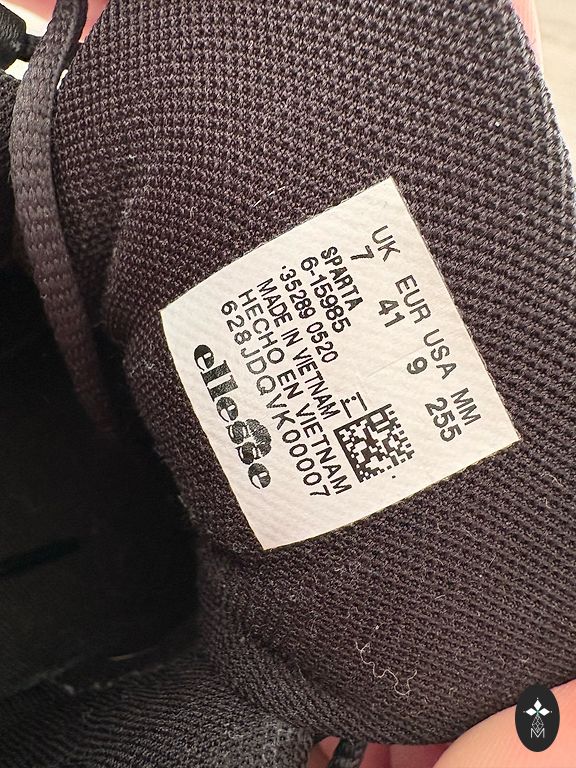 UK EUR USA MM
7 41 9 255
SPARTA
6-15985
-35289 0520
MADE IN VIETNAM
HECHO EN VIETNAM
628JDQVK00007
ellesse
M